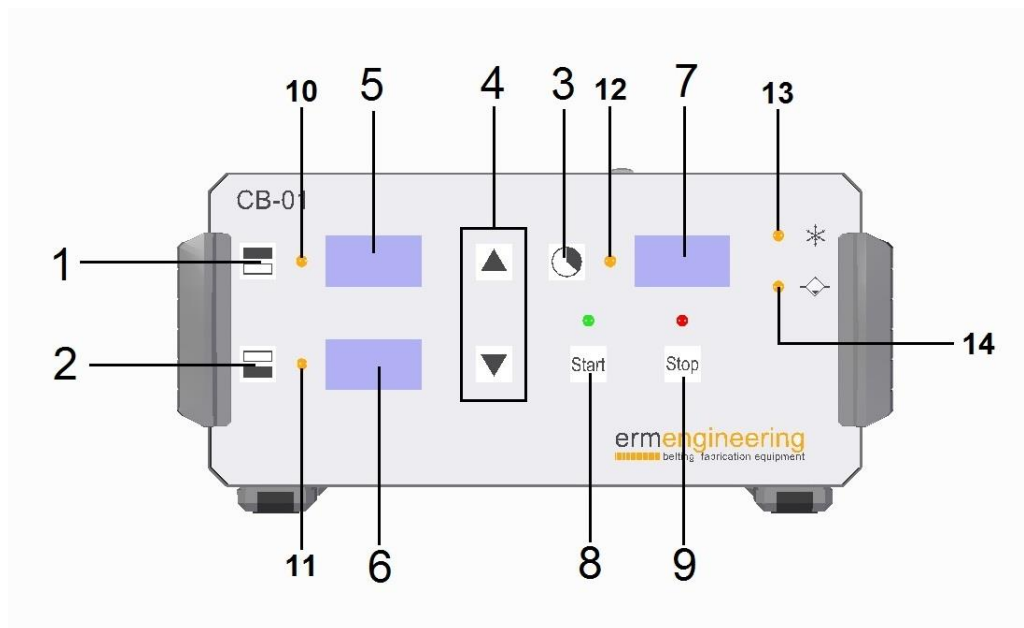 10 5 4 3 12 7 13
CB-01
1
2
14
Start Stop
ermengineering
belting fabrication equipment
11 6 8 9